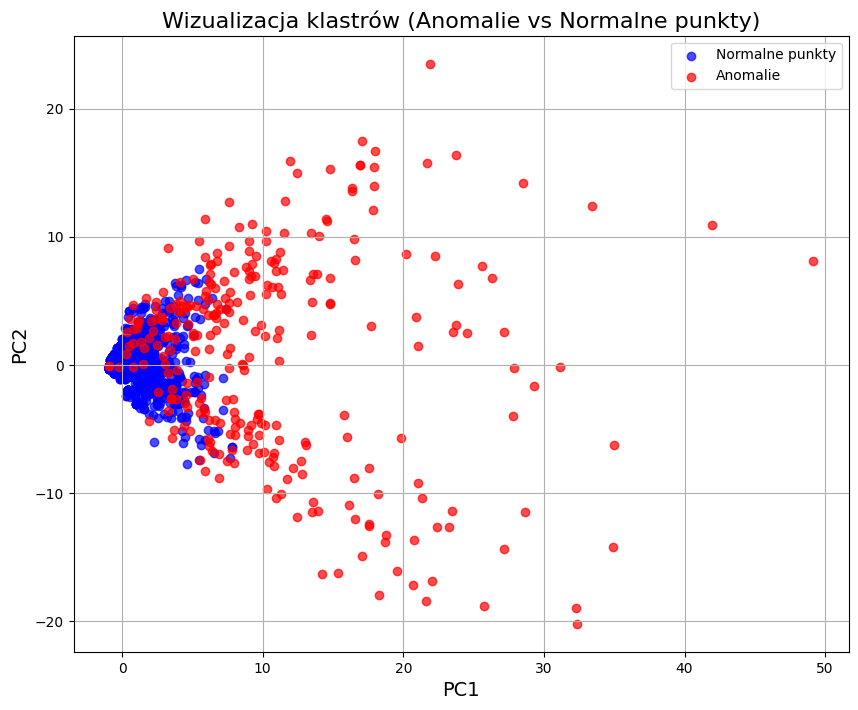 Wizualizacja klastrów (Anomalie vs Normalne punkty)
Normalne punkty
Anomalie
PC2
20
10
0
−10
−20
0 10 20 30 40 50
PC1